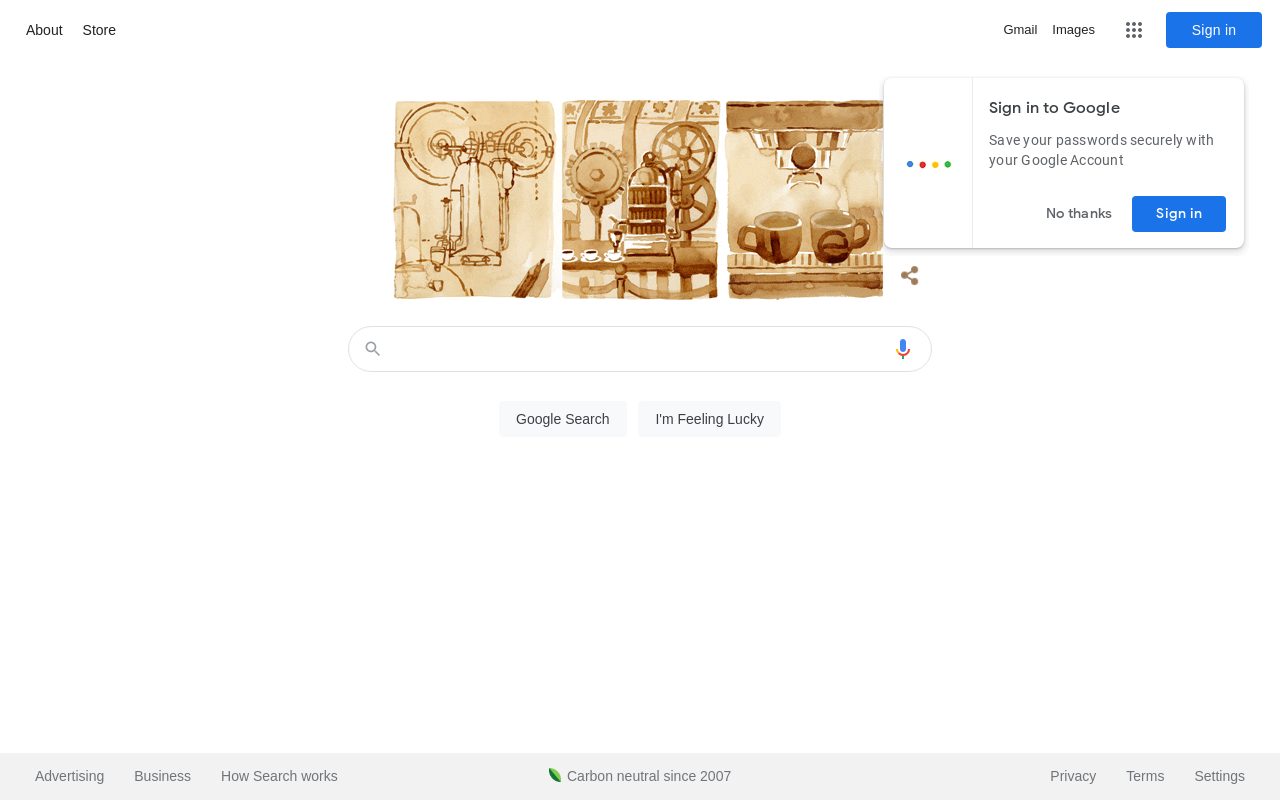 About Store
Gmail Images
Sign in
Sign in to Google
Save your passwords securely with
your Google Account
No thanks
Sign in
Google Search
I'm Feeling Lucky
Advertising Business How Search works
Carbon neutral since 2007
Privacy Terms Settings